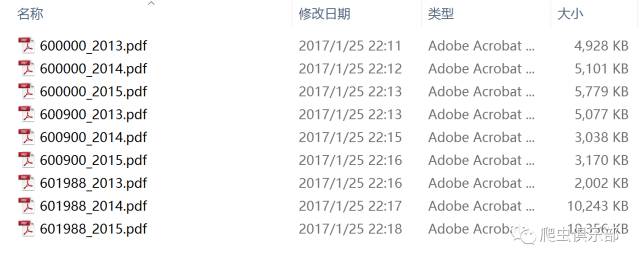 名称 修改日期 类型 大小
600000_2013.pdf 2017/1/25 22:11 Adobe Acrobat ... 4,928 KB
600000_2014.pdf 2017/1/25 22:12 Adobe Acrobat ... 5,101 KB
600000_2015.pdf 2017/1/25 22:13 Adobe Acrobat ... 5,779 KB
600900_2013.pdf 2017/1/25 22:13 Adobe Acrobat ... 5,077 KB
600900_2014.pdf 2017/1/25 22:15 Adobe Acrobat ... 3,038 KB
600900_2015.pdf 2017/1/25 22:16 Adobe Acrobat ... 3,170 KB
601988_2013.pdf 2017/1/25 22:16 Adobe Acrobat ... 2,002 KB
601988_2014.pdf 2017/1/25 22:17 Adobe Acrobat ... 10,243 KB
601988_2015.pdf 2017/1/25 22:18 Adobe Acrobat ... 10,356 KB
爬虫俱乐部